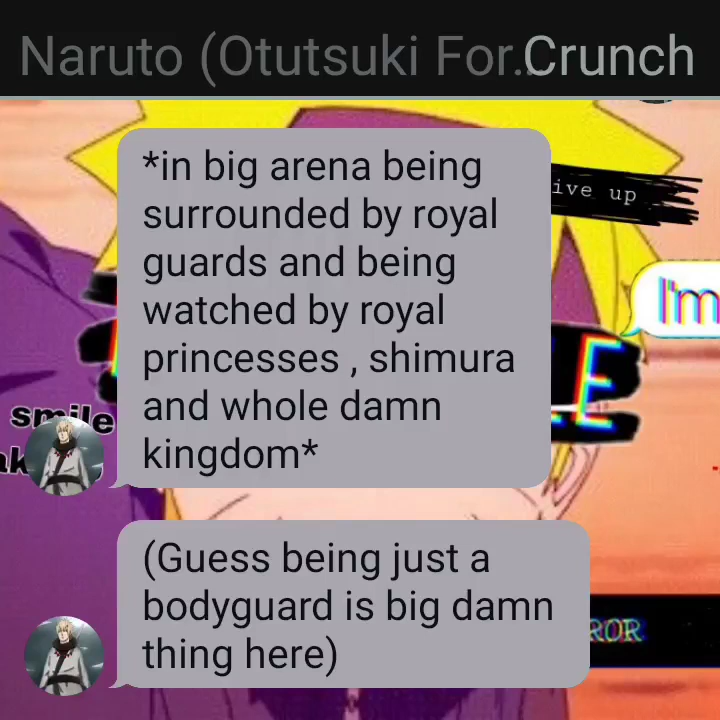 Naruto (Otutsuki For..Crunch
*in big arena being
surrounded by royal
guards and being
watched by royal
princesses , shimura
and whole damn
kingdom*
ive up
I'm
E
smile
ak
(Guess being just a
bodyguard is big damn
thing here)
ROR